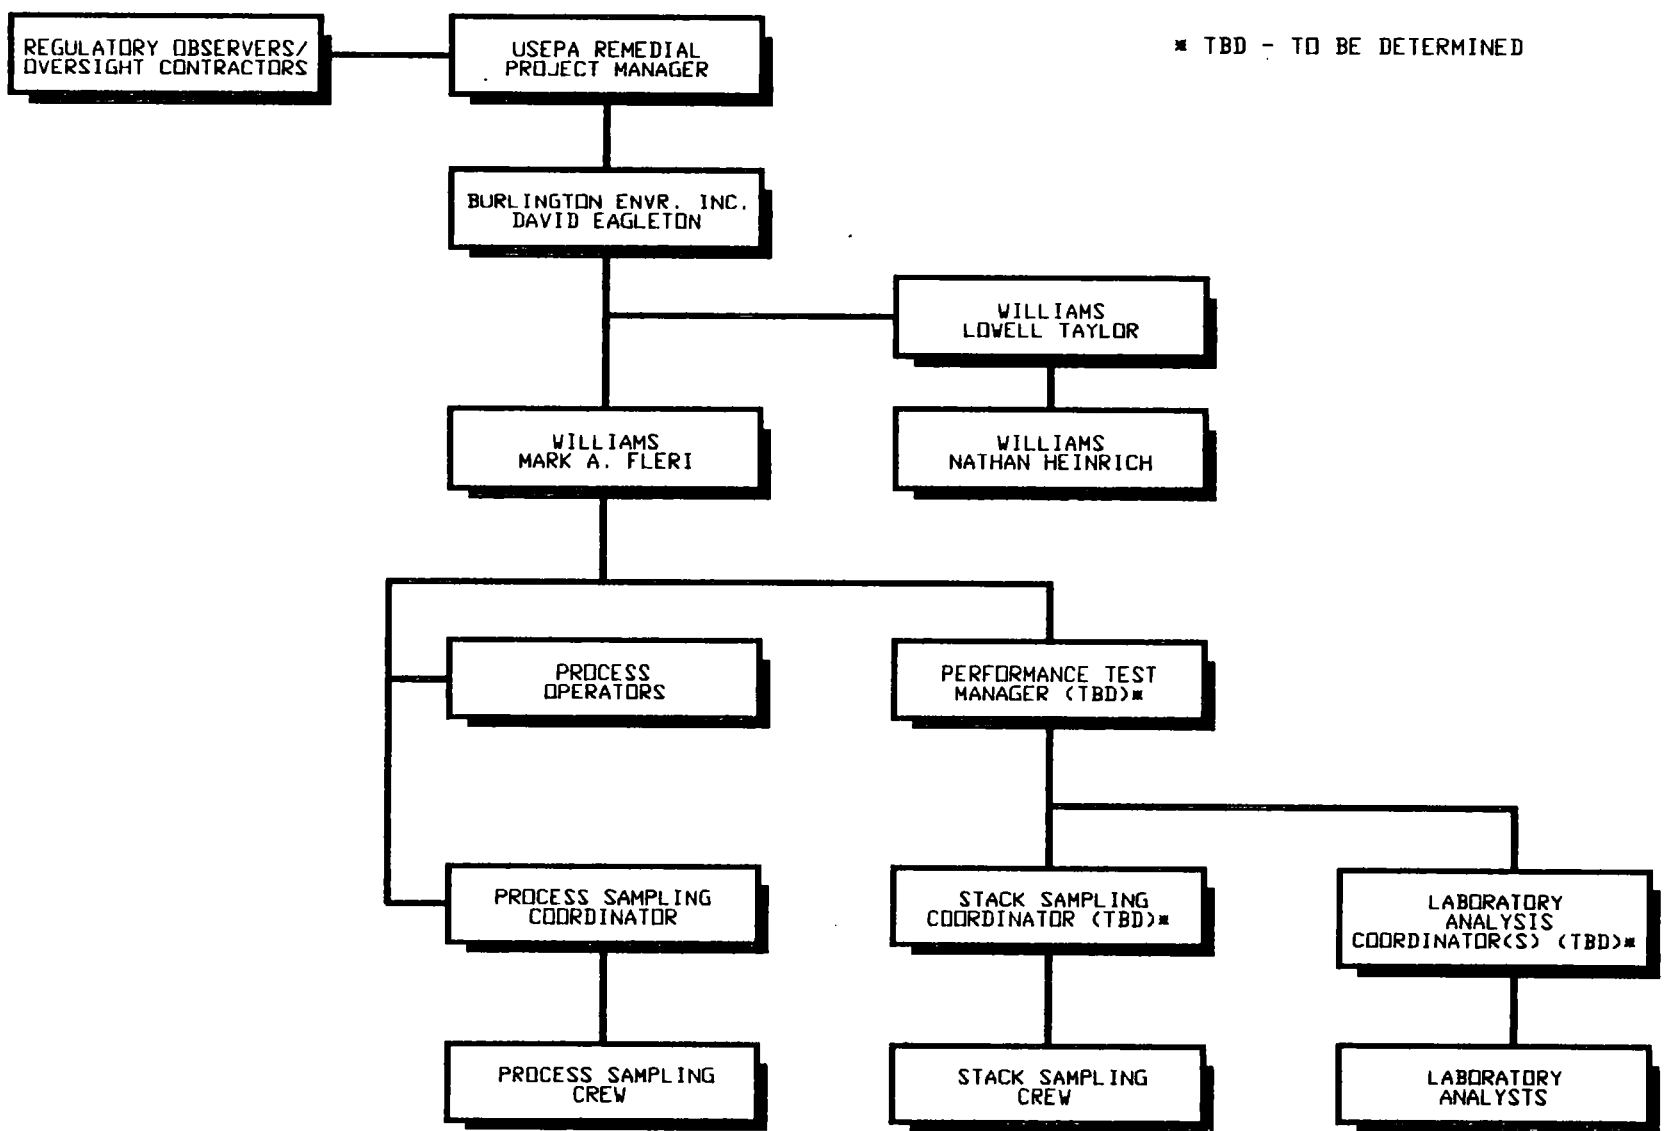 REGULATORY OBSERVERS/
OVERSIGHT CONTRACTORS
USEPA REMEDIAL
PROJECT MANAGER
* TBD - TO BE DETERMINED
BURLINGTON ENVR. INC.
DAVID EAGLETON
WILLIAMS
LOWELL TAYLOR
WILLIAMS
MARK A. FLERI
WILLIAMS
NATHAN HEINRICH
PROCESS
OPERATORS
PERFORMANCE TEST
MANAGER (TBD)*
PROCESS SAMPLING
COORDINATOR
STACK SAMPLING
COORDINATOR (TBD)*
LABORATORY
ANALYSIS
COORDINATOR(S) (TBD)*
PROCESS SAMPLING
CREW
STACK SAMPLING
CREW
LABORATORY
ANALYSTS